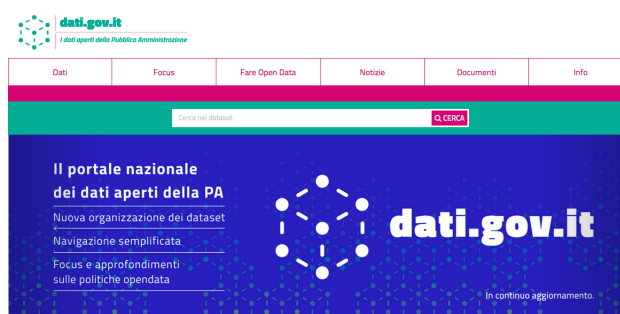 dati.gov.it
I dati aperti della Pubblica Amministrazione
Dati
Focus
Fare Open Data
Notizie
Documenti
Info
Cerca nei dataset
CERCA
Il portale nazionale
dei dati aperti della PA
Nuova organizzazione dei dataset
Navigazione semplificata
Focus e approfondimenti
sulle politiche opendata
dati.gov.it
In continuo aggiornamento.